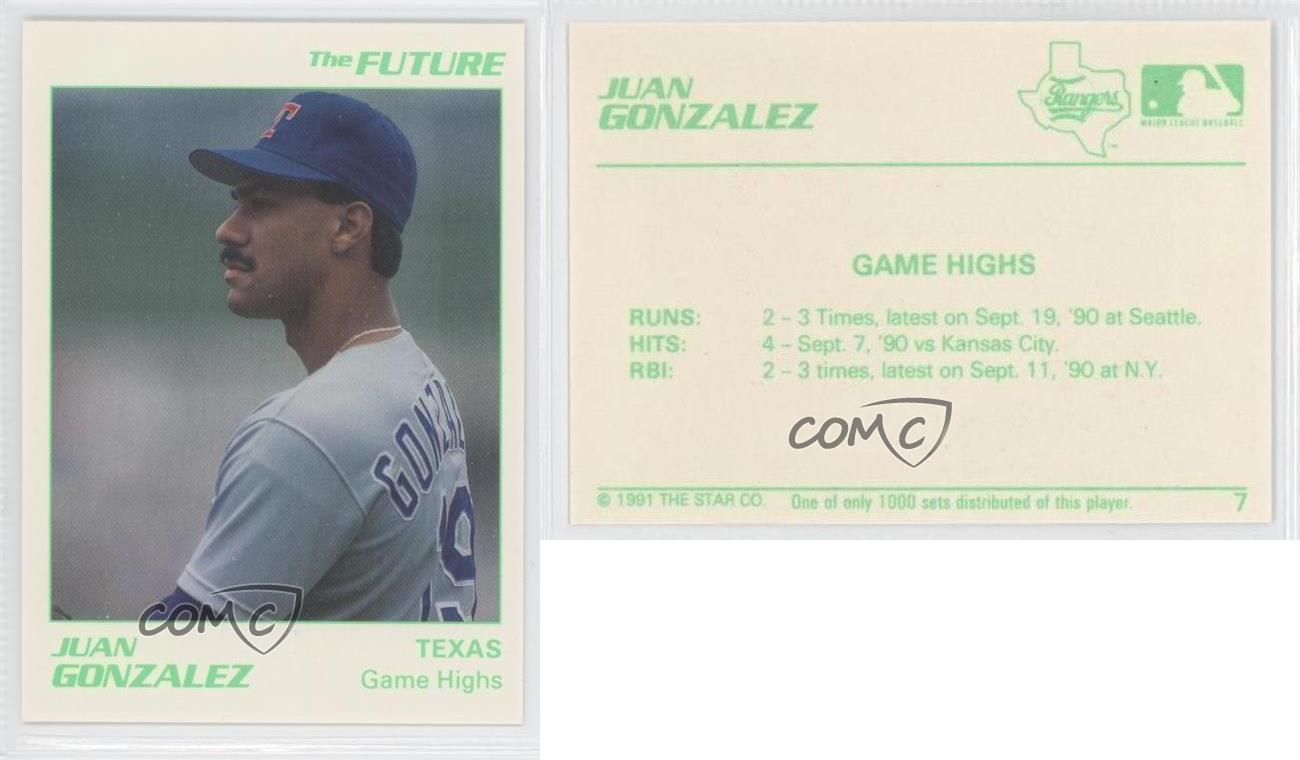 The FUTURE
T
GONZAL
9
COMC
JUAN
GONZALEZ
TEXAS
Game Highs
JUAN
GONZALEZ
Rangers
TM
MAJOR LEAGUE BASEBALL
GAME HIGHS
RUNS: 2 – 3 Times, latest on Sept. 19, '90 at Seattle.
HITS: 4 – Sept. 7, '90 vs Kansas City.
RBI: 2 – 3 times, latest on Sept. 11, '90 at N.Y.
COMC
© 1991 THE STAR CO. One of only 1000 sets distributed of this player. 7